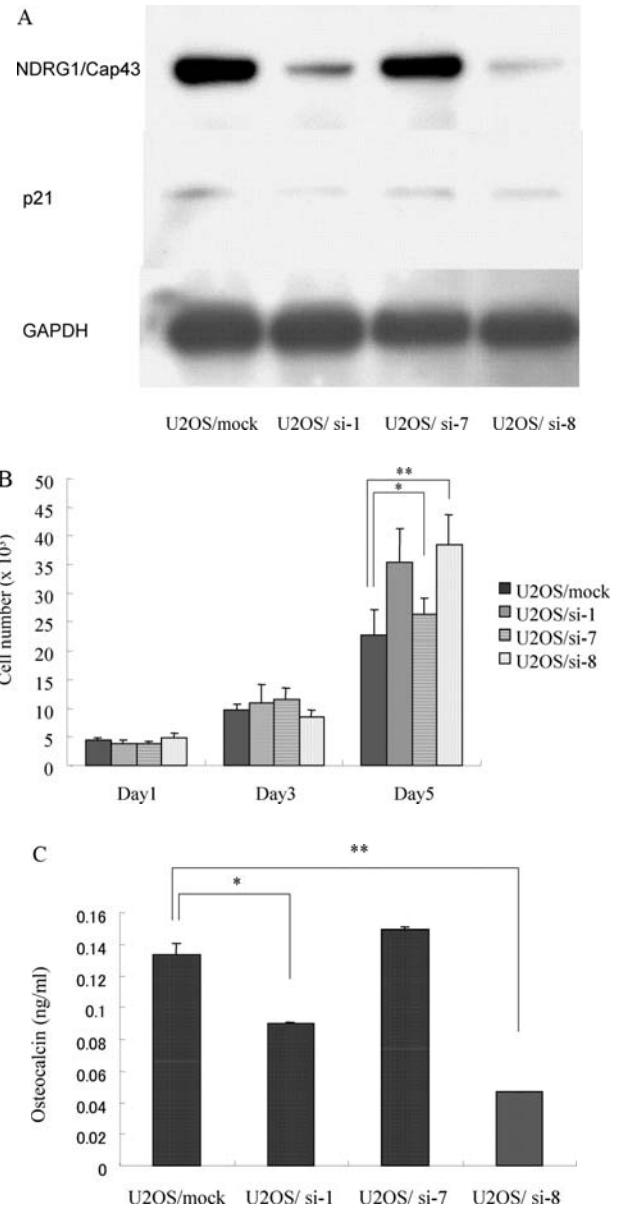 A
NDRG1/Cap43
p21
GAPDH
U2OS/mock U2OS/ si-1 U2OS/ si-7 U2OS/ si-8
B
Cell number (x 10³)
50
45
40
35
30
25
20
15
10
5
0
**
*
Day1 Day3 Day5
U2OS/mock
U2OS/si-1
U2OS/si-7
U2OS/si-8
C
**
*
Osteocalcin (ng/ml)
0.16
0.14
0.12
0.1
0.08
0.06
0.04
0.02
0
U2OS/mock U2OS/ si-1 U2OS/ si-7 U2OS/ si-8